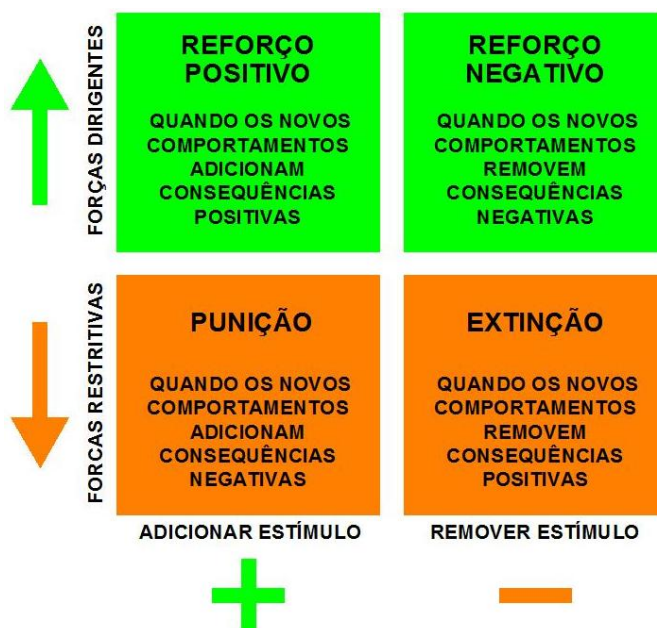 FORÇAS DIRIGENTES
REFORÇO
POSITIVO
QUANDO OS NOVOS
COMPORTAMENTOS
ADICIONAM
CONSEQUÊNCIAS
POSITIVAS
REFORÇO
NEGATIVO
QUANDO OS NOVOS
COMPORTAMENTOS
REMOVEM
CONSEQUÊNCIAS
NEGATIVAS
FORCAS RESTRITIVAS
PUNIÇÃO
QUANDO OS NOVOS
COMPORTAMENTOS
ADICIONAM
CONSEQUÊNCIAS
NEGATIVAS
EXTINÇÃO
QUANDO OS NOVOS
COMPORTAMENTOS
REMOVEM
CONSEQUÊNCIAS
POSITIVAS
ADICIONAR ESTÍMULO
REMOVER ESTÍMULO